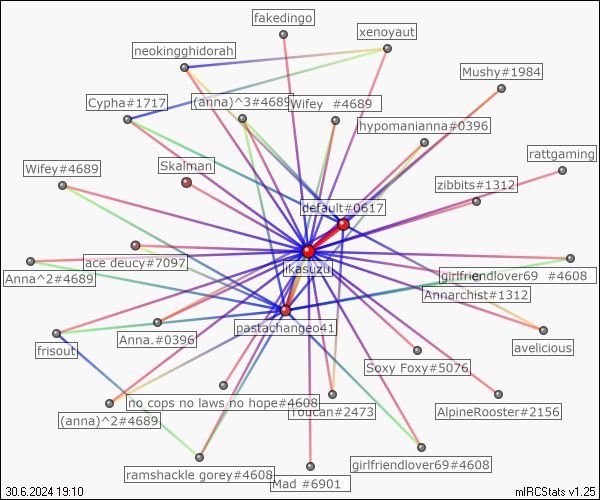 fakedingo
xenoyaut
neokingghidorah
Mushy#1984
Cypha#1717
(anna)^3#4689
Wifey #4689
hypomanianna#0396
rattgaming
Wifey#4689
Skaiman
zibbits#1312
default#0617
ace deucy#7097
ikasuzu
Anna^2#4689
girlfriendlover69 #4608
Annarchist#1312
pastachangeo41
frisout
Anna.#0396
avelicious
Soxy Foxy#5076
no cops no laws no hope#4608
Toucan#2473
AlpineRooster#2156
(anna)^2#4689
ramshackle gorey#4608
girlfriendlover69#4608
Mad #6901
30.6.2024 19:10
mIRCStats v1.25